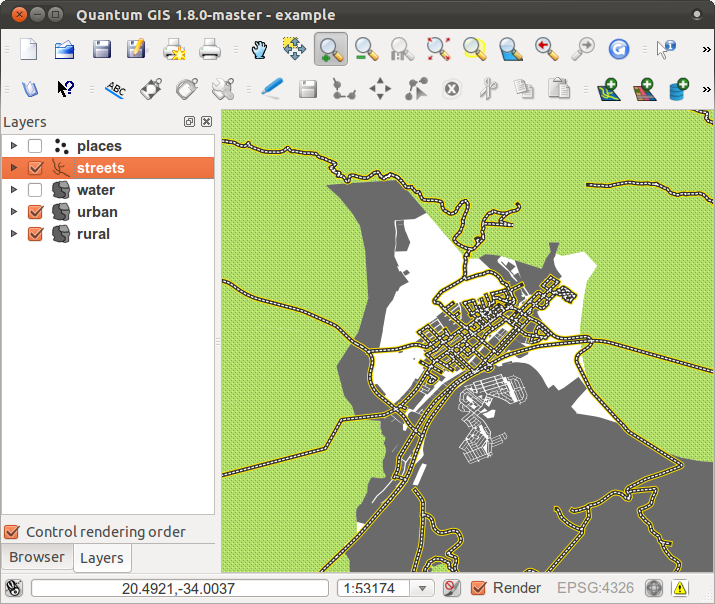 Quantum GIS 1.8.0-master - example
ABC
Layers
places
streets
water
urban
rural
Control rendering order
Browser
Layers
20.4921,-34.0037
1:53174
Render
EPSG:4326